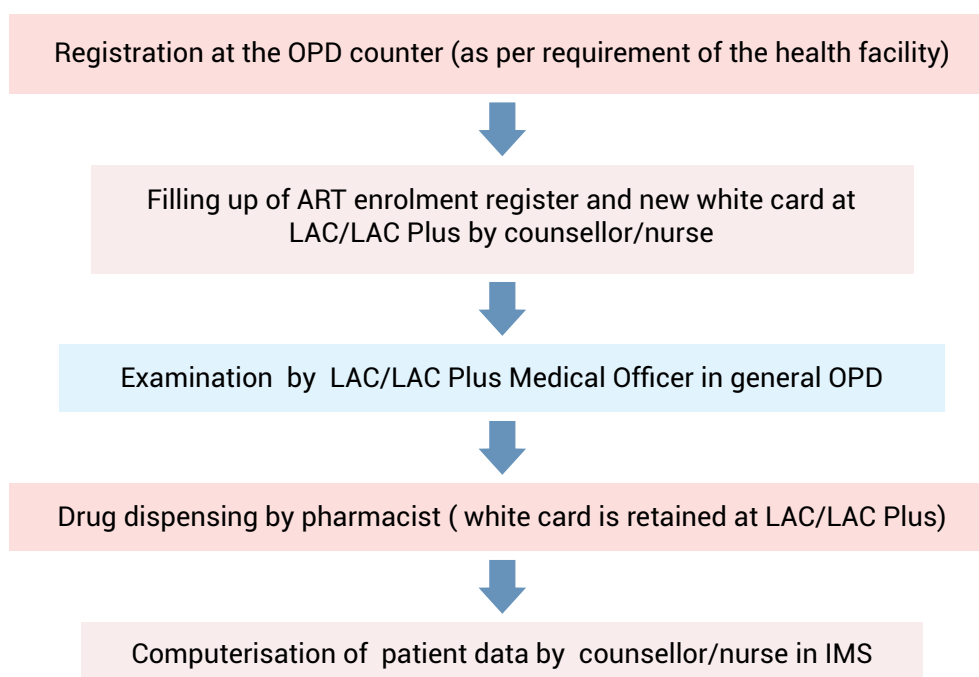 Registration at the OPD counter (as per requirement of the health facility)
Filling up of ART enrolment register and new white card at
LAC/LAC Plus by counsellor/nurse
Examination by LAC/LAC Plus Medical Officer in general OPD
Drug dispensing by pharmacist ( white card is retained at LAC/LAC Plus)
Computerisation of patient data by counsellor/nurse in IMS